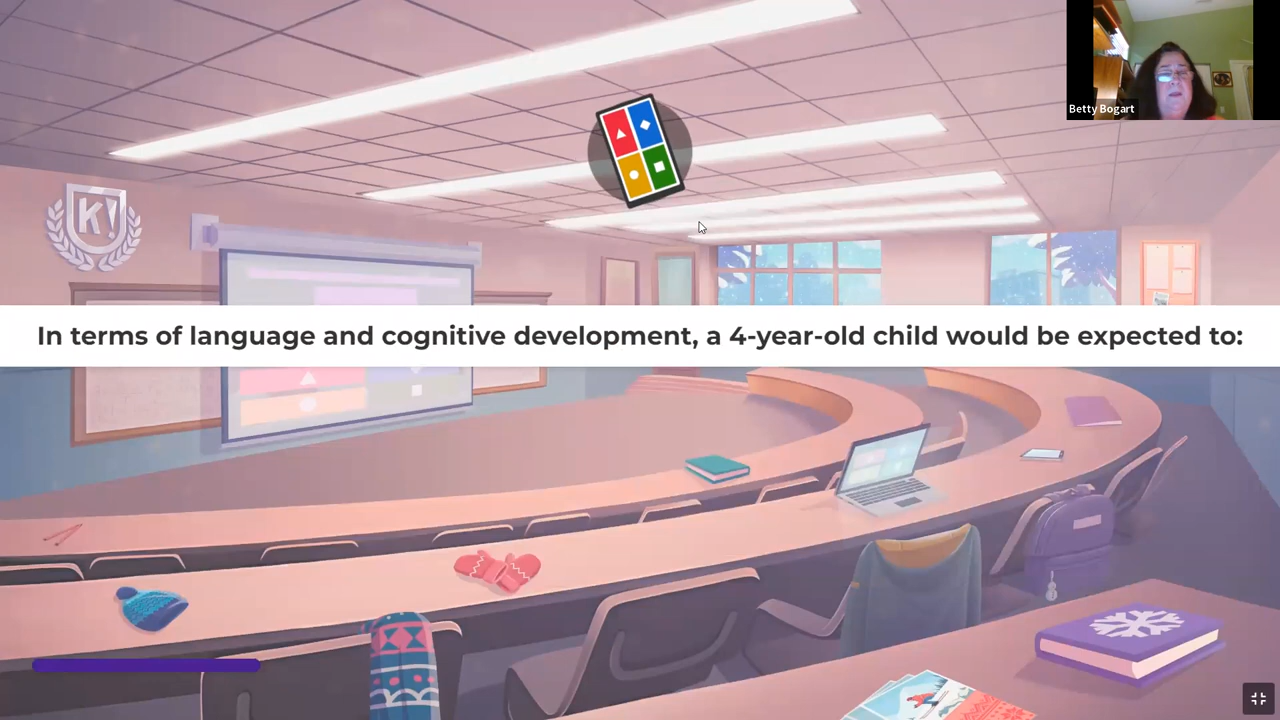 Betty Bogart
K!
In terms of language and cognitive development, a 4-year-old child would be expected to: